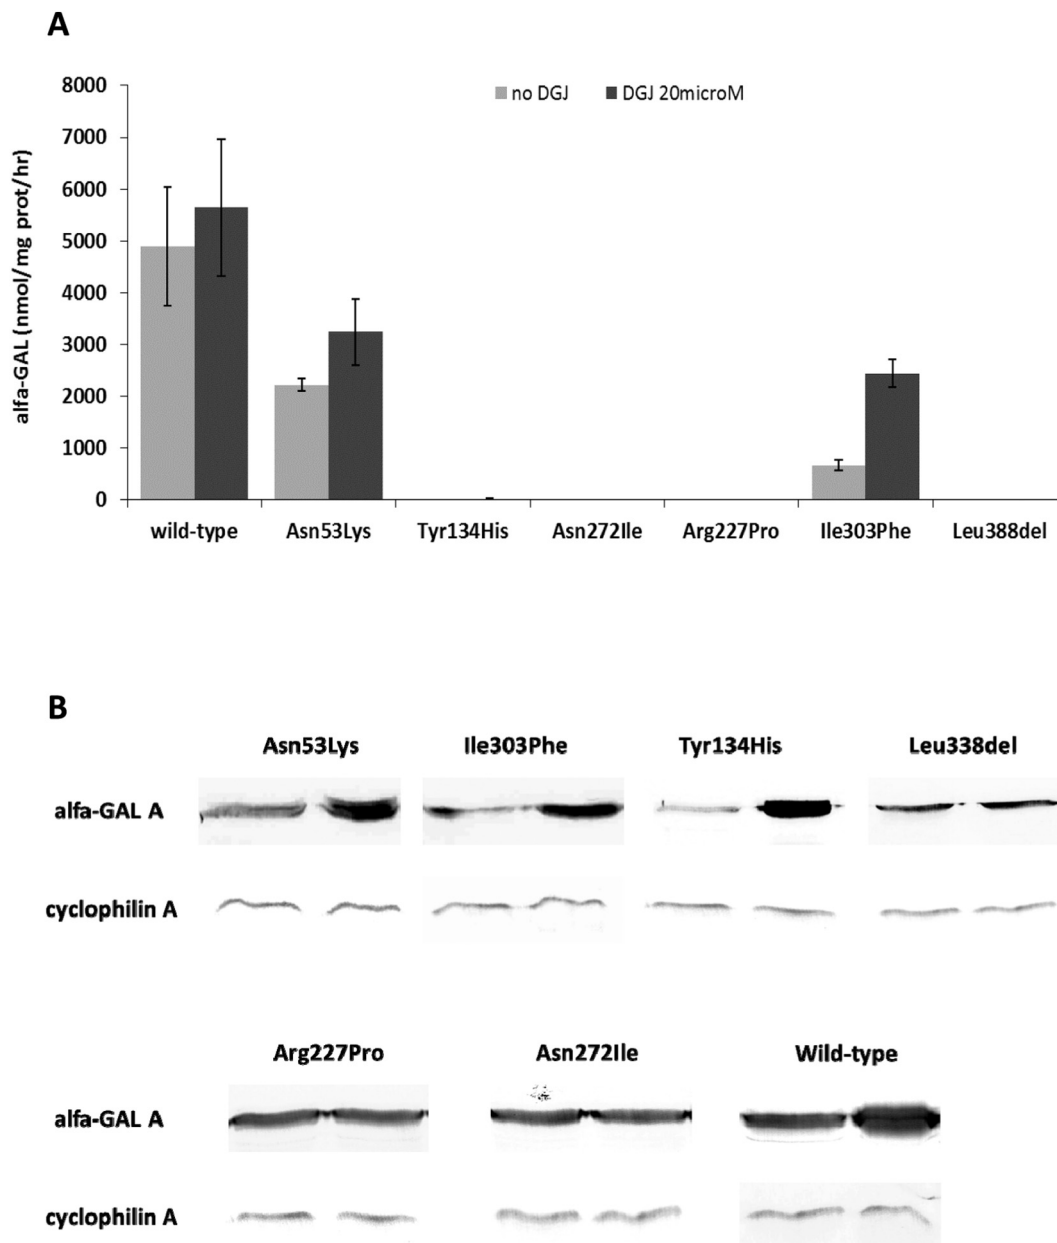 A
alfa-GAL (nmol/mg prot/hr)
no DGJ DGJ 20microM
8000
7000
6000
5000
4000
3000
2000
1000
0
wild-type Asn53Lys Tyr134His Asn272Ile Arg227Pro Ile303Phe Leu388del
B
Asn53Lys Ile303Phe Tyr134His Leu338del
alfa-GAL A
cyclophilin A
Arg227Pro Asn272Ile Wild-type
alfa-GAL A
cyclophilin A